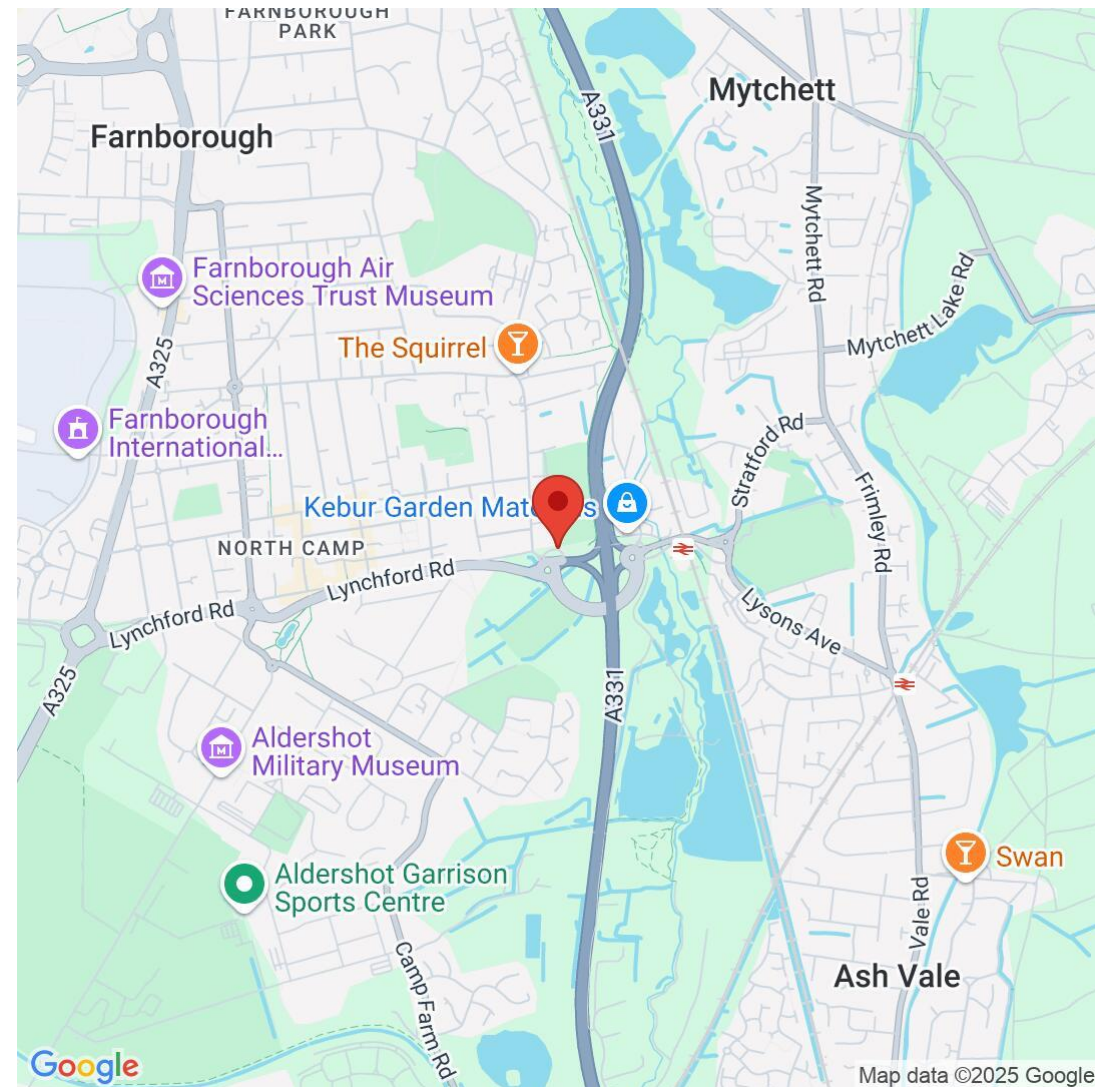 FARNBOROUGH
PARK
Mytchett
A331
Farnborough
Mytchett Rd
Farnborough Air
Sciences Trust Museum
Mytchett Lake Rd
The Squirrel
A325
Farnborough
International...
Stratford Rd
Kebur Garden Mate
s
Frimley Rd
NORTH CAMP
Lynchford Rd
Lynchford Rd
Lysons Ave
A325
A331
Aldershot
Military Museum
Swan
Aldershot Garrison
Sports Centre
Vale Rd
Camp Farm Rd
Ash Vale
Google
Map data ©2025 Google